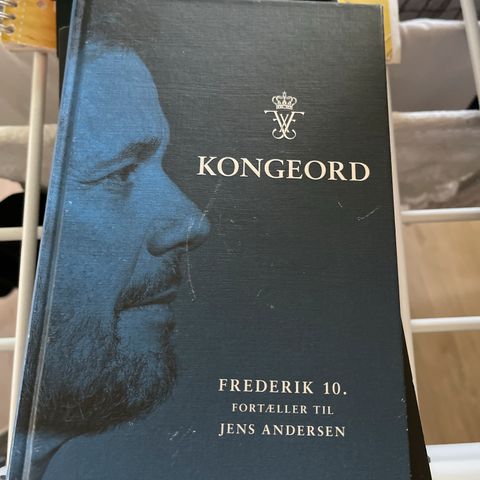 KONGEORD
FREDERIK 10.
FORTÆLLER TIL
JENS ANDERSEN